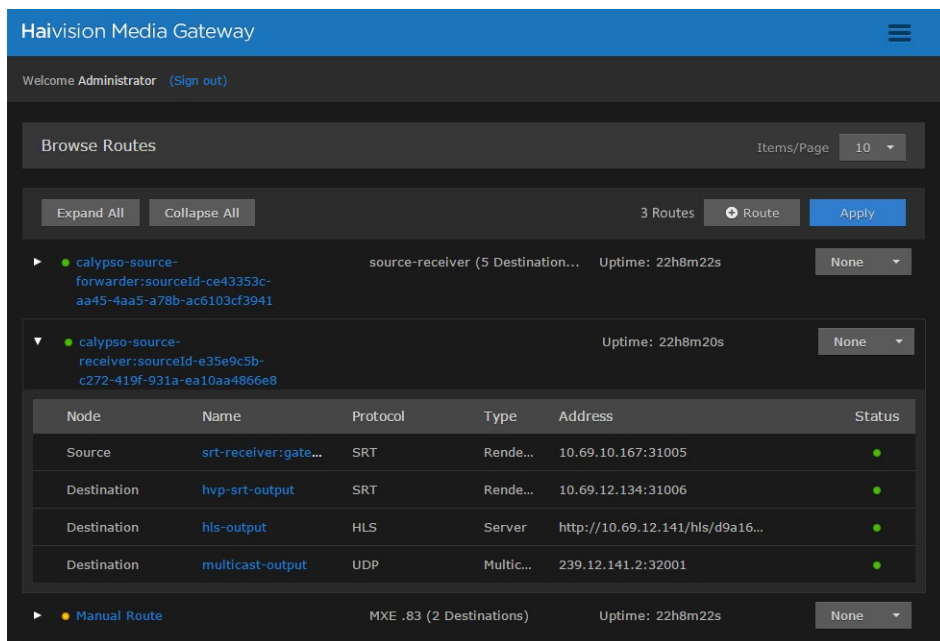 Haivision Media Gateway
Welcome Administrator (Sign out)
Browse Routes Items/Page 10
Expand All Collapse All 3 Routes Route Apply
calypso-source- source-receiver (5 Destination... Uptime: 22h8m22s None
forwarder:sourceId-ce43353c-
aa45-4aa5-a78b-ac6103cf3941
calypso-source- Uptime: 22h8m20s None
receiver:sourceId-e35e9c5b-
c272-419f-931a-ea10aa4866e8
Node Name Protocol Type Address Status
Source srt-receiver:gate... SRT Rende... 10.69.10.167:31005
Destination hvp-srt-output SRT Rende... 10.69.12.134:31006
Destination hls-output HLS Server http://10.69.12.141/hls/d9a16...
Destination multicast-output UDP Multic... 239.12.141.2:32001
Manual Route MXE .83 (2 Destinations) Uptime: 22h8m22s None